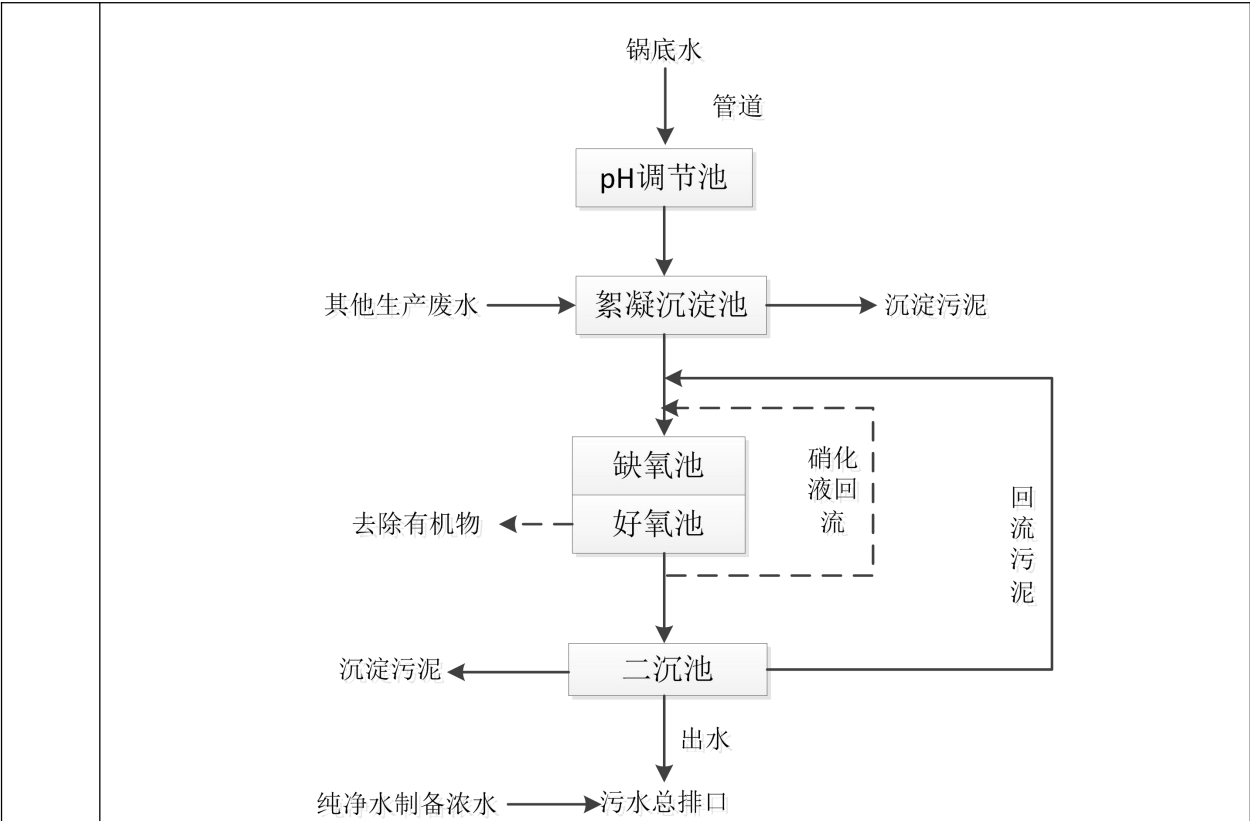 锅底水
管道
pH调节池
其他生产废水
絮凝沉淀池
沉淀污泥
缺氧池
硝化
液回
流
好氧池
去除有机物
回
流
污
泥
沉淀污泥
二沉池
出水
纯净水制备浓水
污水总排口